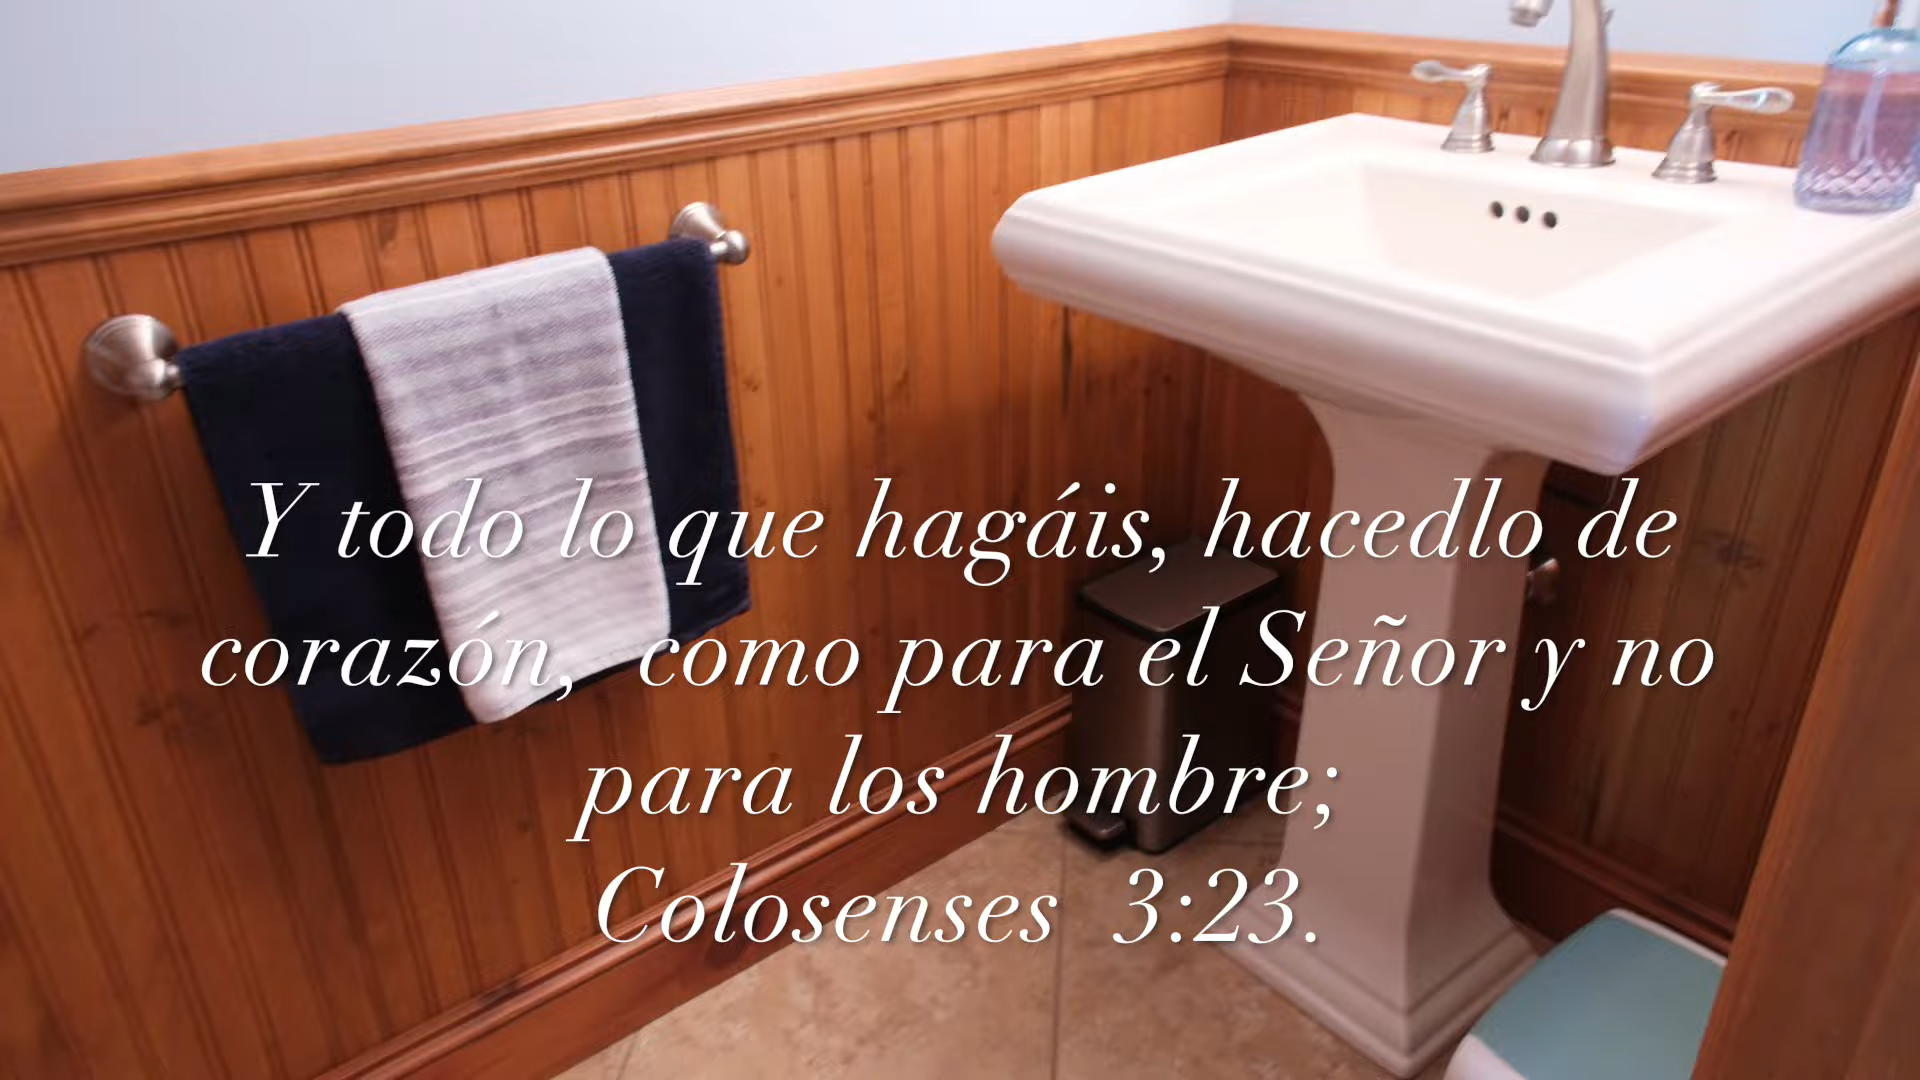 Y todo lo que hagáis, hacedlo de
corazón, como para el Señor y no
para los hombre;
Colosenses 3:23.